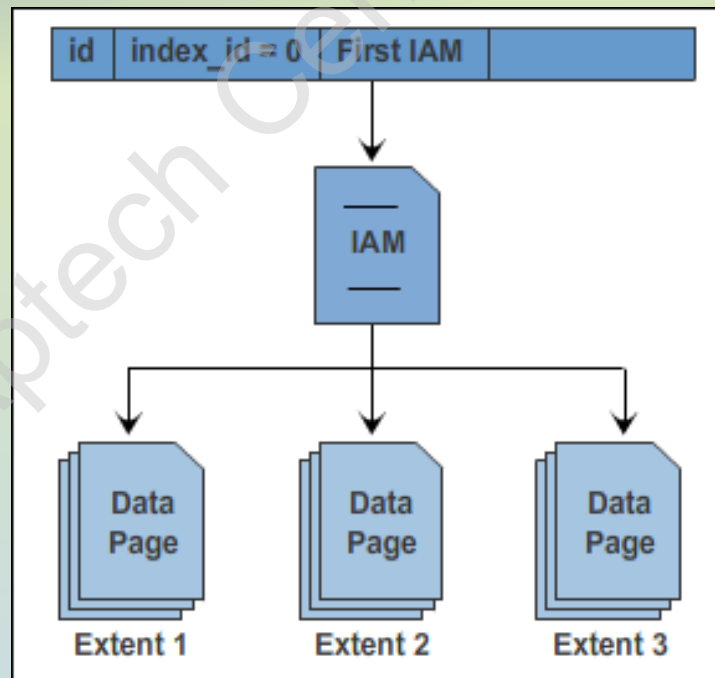 id index_id = 0 First IAM
IAM
Data Data Data
Page Page Page
Extent 1 Extent 2 Extent 3